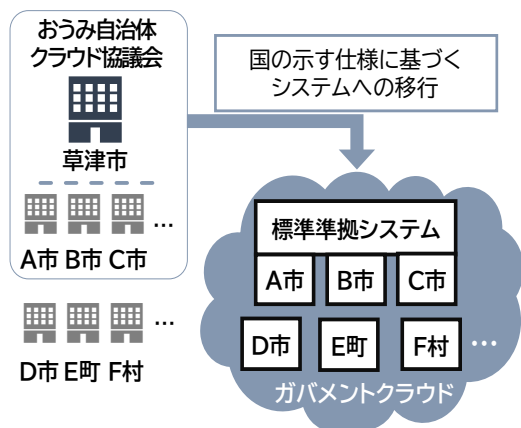 おうみ自治体
クラウド協議会
草津市
…
A市 B市 C市
…
D市 E町 F村
国の示す仕様に基づく
システムへの移行
標準準拠システム
A市 B市 C市
D市 E町 F村 …
ガバメントクラウド